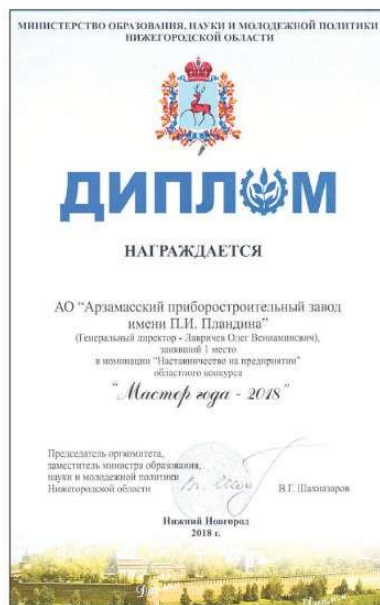 МИНИСТЕРСТВО ОБРАЗОВАНИЯ, НАУКИ И МОЛОДЕЖНОЙ ПОЛИТИКИ
НИЖЕГОРОДСКОЙ ОБЛАСТИ
ДИПЛОМ
НАГРАЖДАЕТСЯ
АО "Арзамасский приборостроительный завод
имени П.И. Пландина"
(Генеральный директор - Лавричев Олег Вениаминович),
занявший 1 место
в номинации "Наставничество на предприятии"
областного конкурса
"Мастер года - 2018"
Председатель оргкомитета,
заместитель министра образования,
науки и молодежной политики
Нижегородской области В.Г. Шахназаров
Нижний Новгород
2018 г.